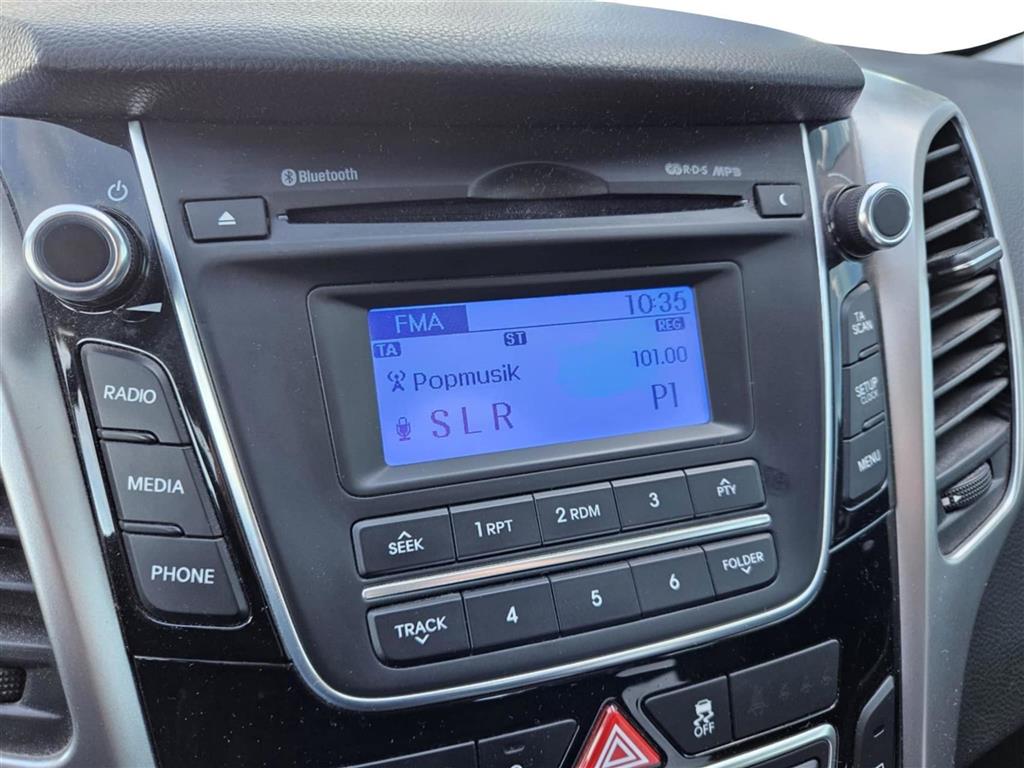 Bluetooth R·D·S MP3
FMA 10:35
TA ST REG
Popmusik 101.00
SLR P1
RADIO
MEDIA
PHONE
TA
SCAN
SETUP
CLOCK
MENU
SEEK 1 RPT 2 RDM 3 PTY
TRACK 4 5 6 FOLDER
OFF